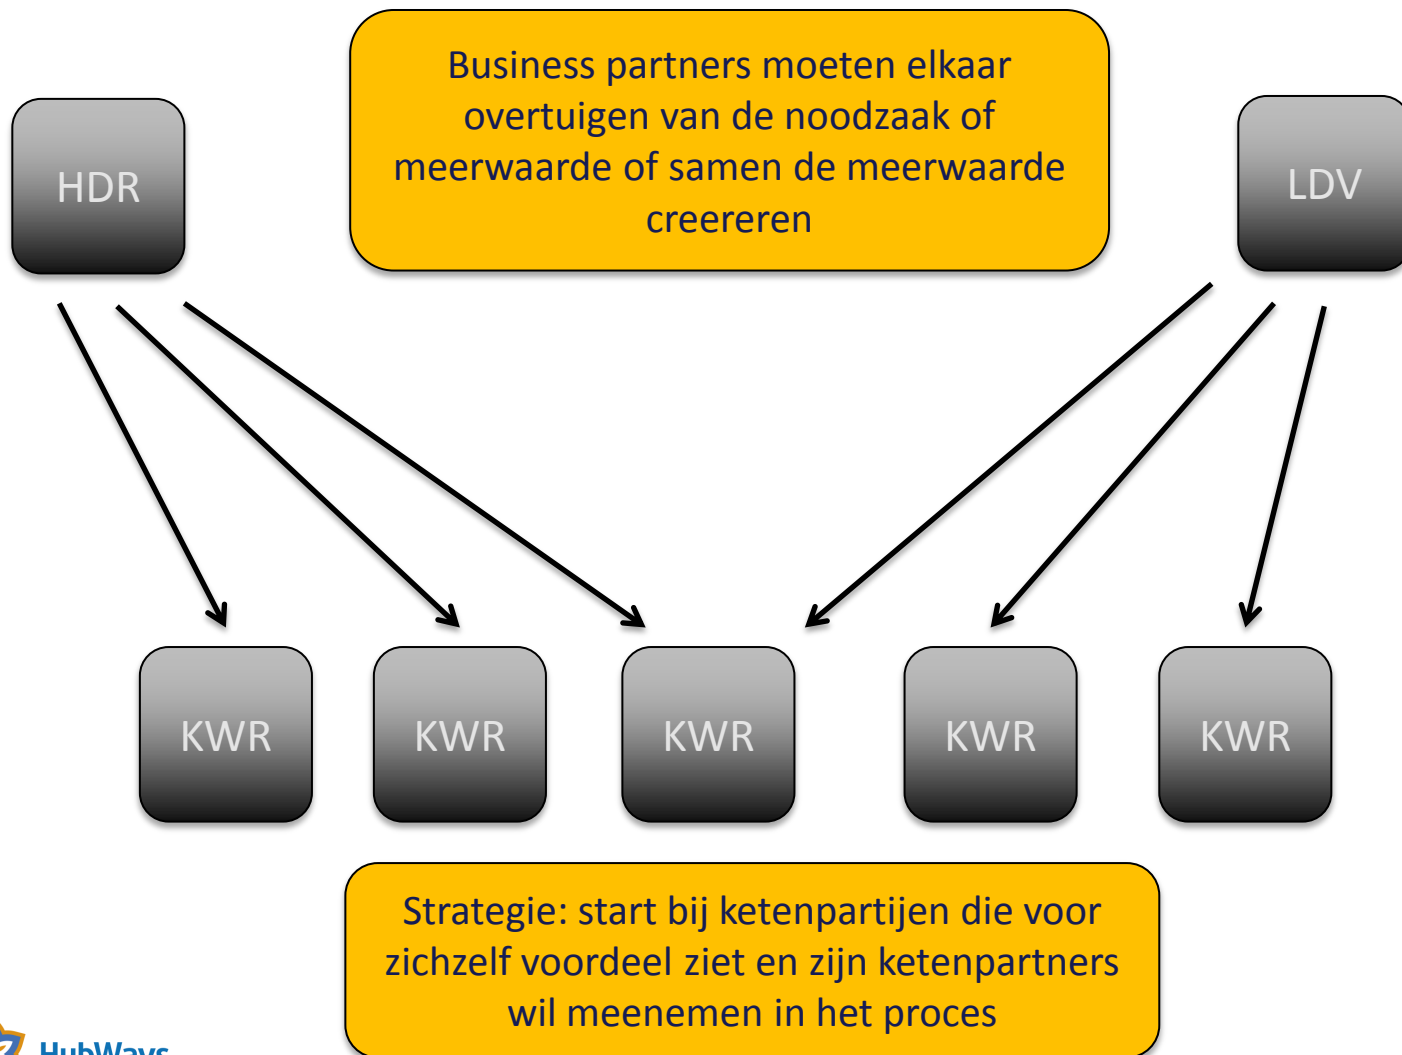 Business partners moeten elkaar
overtuigen van de noodzaak of
meerwaarde of samen de meerwaarde
creereren
HDR
LDV
KWR
KWR
KWR
KWR
KWR
Strategie: start bij ketenpartijen die voor
zichzelf voordeel ziet en zijn ketenpartners
wil meenemen in het proces
HubWays